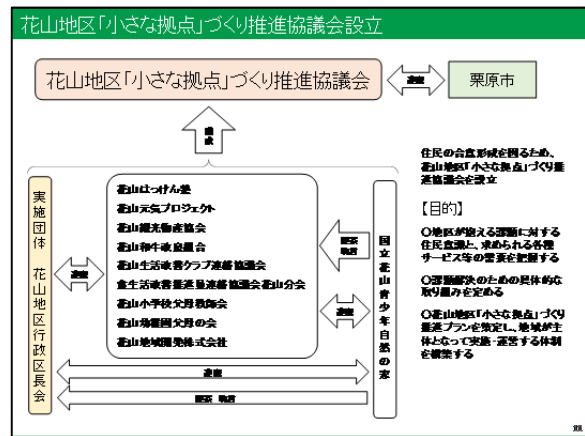 花山地区「小さな拠点」づくり推進協議会設立
花山地区「小さな拠点」づくり推進協議会
連携
栗原市
構成
住民の合意形成を図るため、
花山地区「小さな拠点」づくり推
進協議会を設立
【目的】
○地区が抱える課題に対する
住民意識と、求められる各種
サービス等の需要を把握する
○課題解決のための具体的な
取り組みを定める
○花山地区「小さな拠点」づくり
推進プランを策定し、地域が主
体となって実施・運営する体制
を構築する
実施団体 花山地区行政区長会
連携
花山はっけん塾
花山元気プロジェクト
花山観光物産協会
花山和牛改良組合
花山生活改善クラブ連絡協議会
食生活改善推進員連絡協議会花山分会
花山小学校父母教師会
花山幼稚園父母の会
花山地域開発株式会社
助言
連携
国立花山青少年自然の家
連携
助言